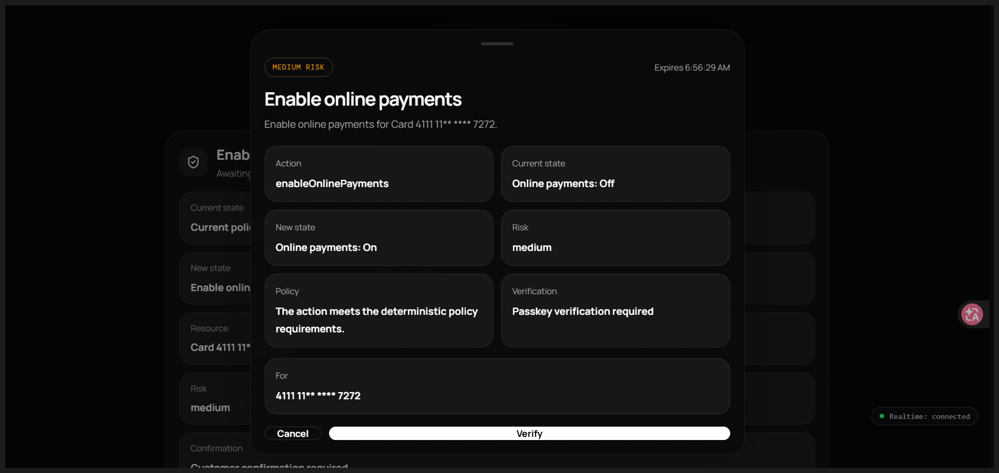 MEDIUM RISK
Expires 6:56:29 AM
Enable online payments
Enable online payments for Card 4111 11** **** 7272.
Action
enableOnlinePayments
Current state
Online payments: Off
New state
Online payments: On
Risk
medium
Policy
The action meets the deterministic policy
requirements.
Verification
Passkey verification required
For
4111 11** **** 7272
Cancel
Verify
Enab
Awaiting
Current state
Current poli
New state
Enable onlin
Resource
Card 4111 11*
Risk
medium
Confirmation
Customer confirmation required
Realtime: connected